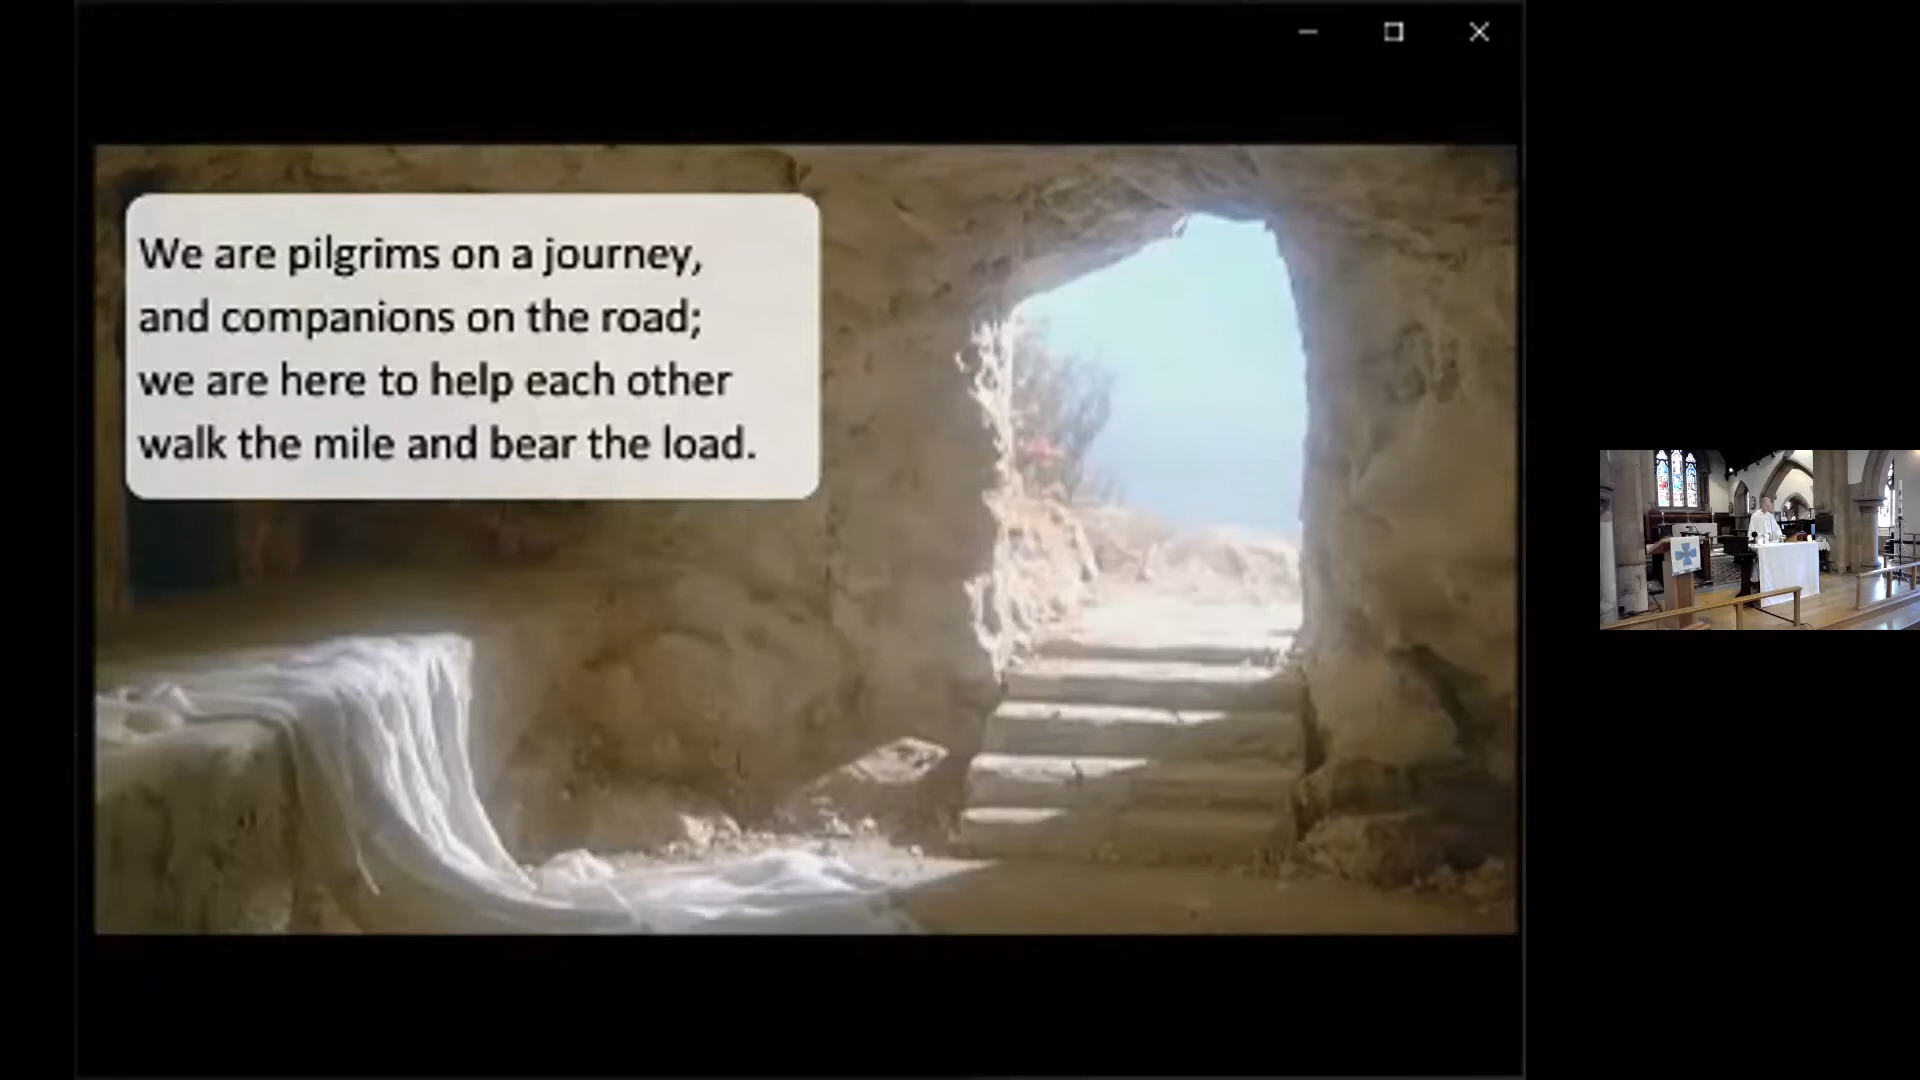 We are pilgrims on a journey,
and companions on the road;
we are here to help each other
walk the mile and bear the load.